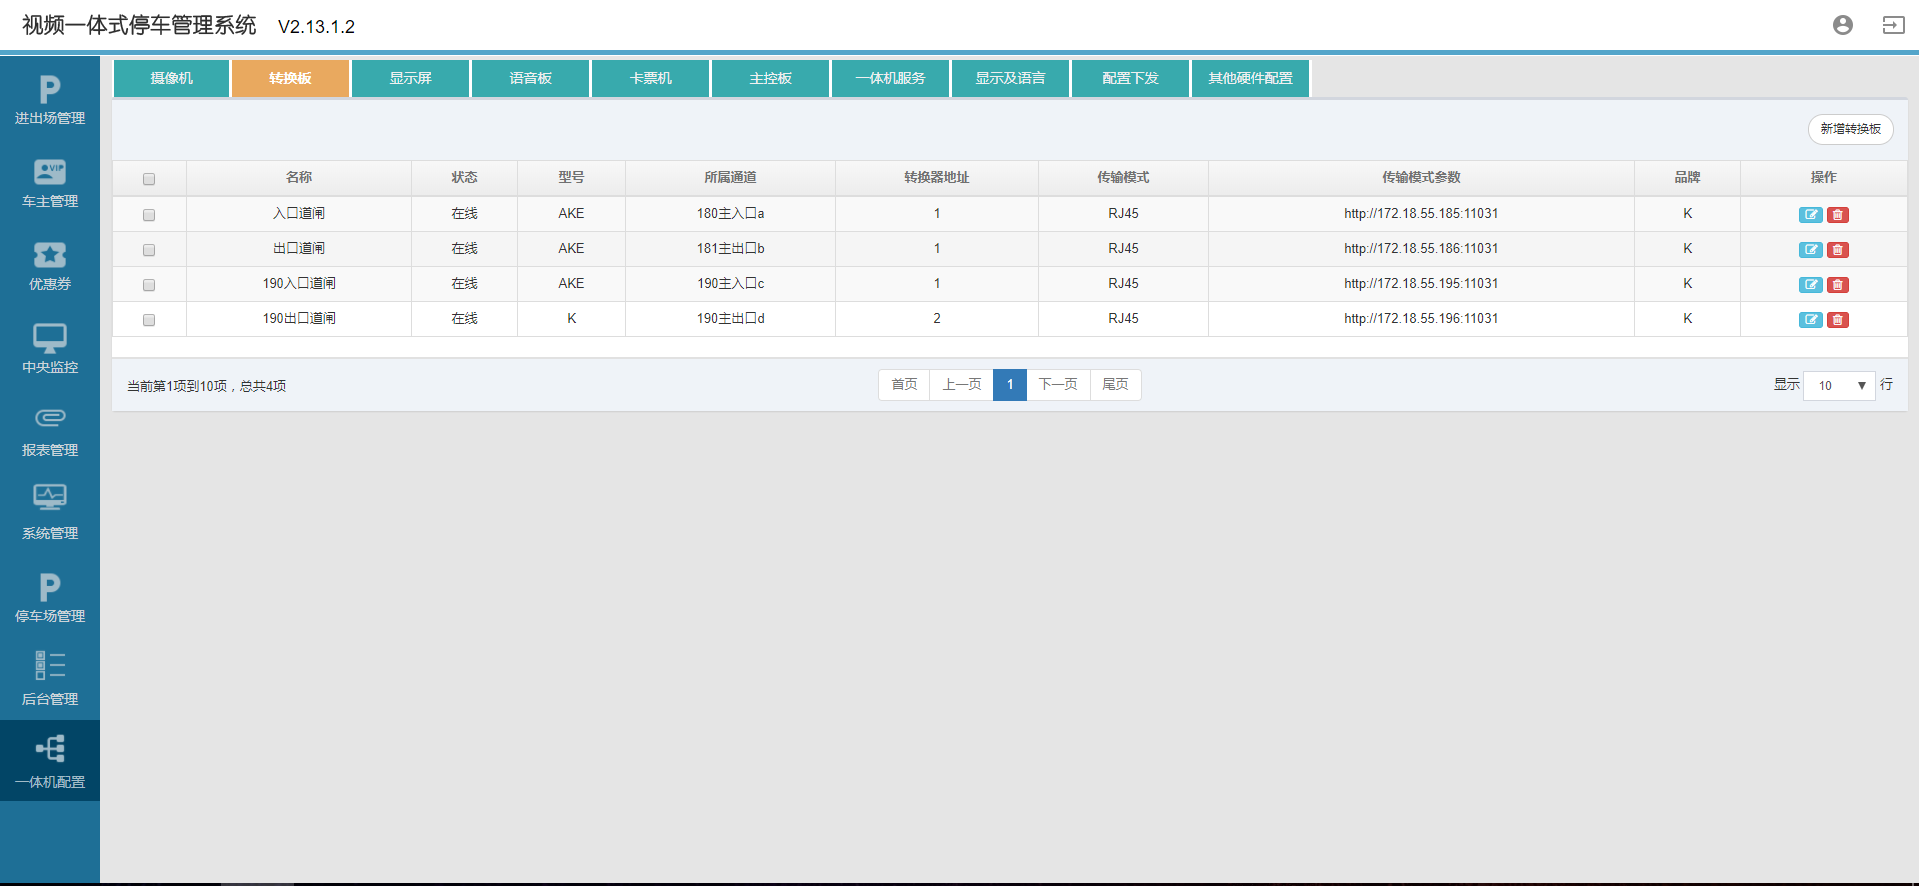 视频一体式停车管理系统 V2.13.1.2
摄像机 转换板 显示屏 语音板 卡票机 主控板 一体机服务 显示及语言 配置下发 其他硬件配置
进出场管理
VIP
车主管理
优惠券
中央监控
报表管理
系统管理
停车场管理
后台管理
一体机配置
新增转换板
名称 状态 型号 所属通道 转换器地址 传输模式 传输模式参数 品牌 操作
入口道闸 在线 AKE 180主入口a 1 RJ45 http://172.18.55.185:11031 K
出口道闸 在线 AKE 181主出口b 1 RJ45 http://172.18.55.186:11031 K
190入口道闸 在线 AKE 190主入口c 1 RJ45 http://172.18.55.195:11031 K
190出口道闸 在线 K 190主出口d 2 RJ45 http://172.18.55.196:11031 K
当前第1项到10项，总共4项 首页 上一页 1 下一页 尾页 显示 10 行